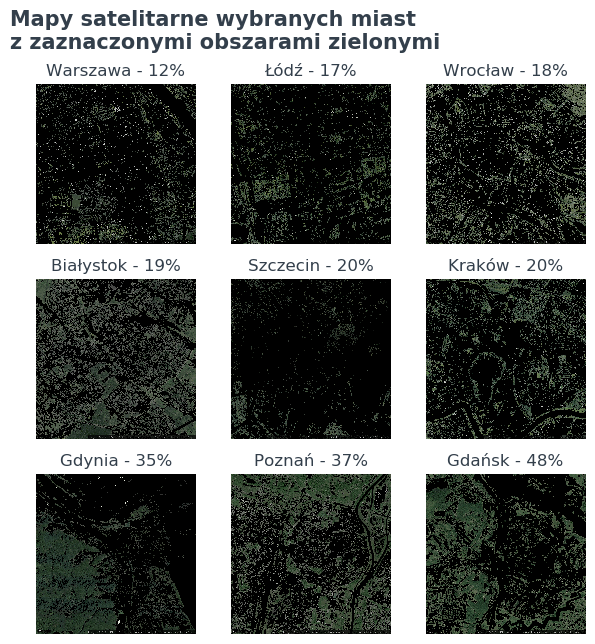 Mapy satelitarne wybranych miast
z zaznaczonymi obszarami zielonymi
Warszawa - 12%
Łódź - 17%
Wrocław - 18%
Białystok - 19%
Szczecin - 20%
Kraków - 20%
Gdynia - 35%
Poznań - 37%
Gdańsk - 48%